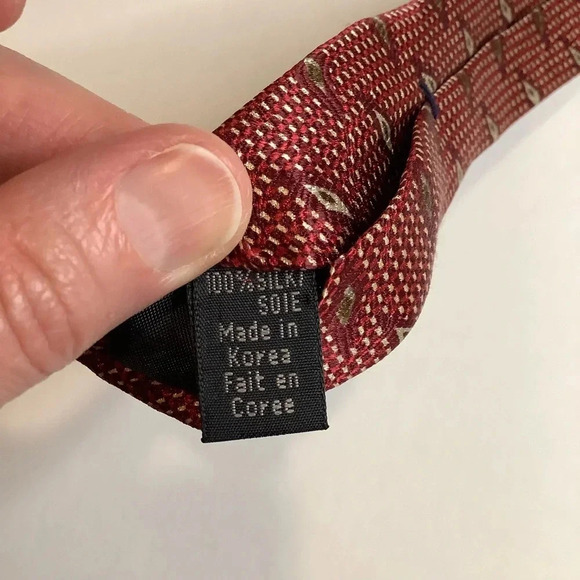 100%SILK/
SOIE
Made in
Korea
Fait en
Coree